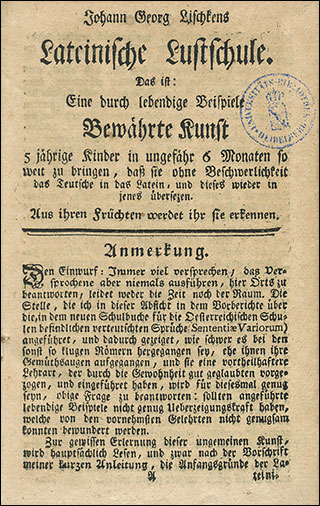 Johann Georg Lischkens
Lateinische Lustschule.
Das ist:
Eine durch lebendige Beispiele
Bewährte Kunst
5 jährige Kinder in ungefähr 6 Monaten so
weit zu bringen, daß sie ohne Beschwerlichkeit
das Teutsche in das Latein, und dieses wieder in
jenes übersezen.
Aus ihren Früchten werdet ihr sie erkennen.
Anmerkung.
Den Einwurf: Immer viel versprechen/ das Ver-
sprochene aber niemals ausführen, hier Orts zu
beantworten, leidet weder die Zeit noch der Raum. Die
Stelle, die ich in dieser Absicht in dem Vorberichte über
die, in dem neuen Schulbuche für die Oesterreichischen Schu-
len befindlichen verteutschten Sprüche (Sententiæ Variorum)
angeführet, und dadurch gezeiget, wie schwer es bei den
sonst so klugen Römern hergegangen sey, ehe ihnen ihre
Gemüthsaugen aufgegangen, und sie eine vortheilhaftere
Lehrart, der durch die Gewohnheit gut geglaubten vorge-
zogen, und eingeführet haben, wird für diesesmal genug
seyn, obige Frage zu beantworten: sollten angeführte
lebendige Beispiele nicht genug Ueberzeigungskraft haben,
welche von den vornehmsten Gelehrten nicht genugsam
konnten bewundert werden.
Zur gewissen Erlernung dieser ungemeinen Kunst,
wird hauptsächlich Lesen, und zwar nach der Vorschrift
meiner kurzen Anleitung, die Anfangsgründe der La-
A teini-
UNIVERSITÄTS-BIBLIOTHEK
HEIDELBERG